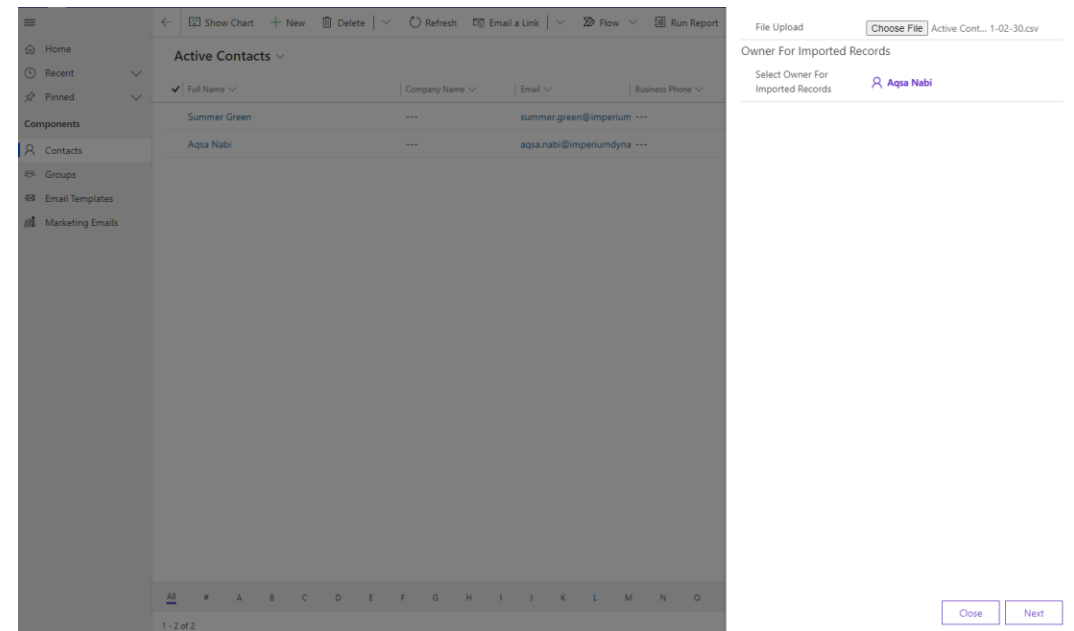 Show Chart New Delete Refresh Email a Link Flow Run Report
Home
Recent
Pinned
Components
Contacts
Groups
Email Templates
Marketing Emails
Active Contacts
Full Name Company Name Email Business Phone
Summer Green --- summer.green@imperium ---
Aqsa Nabi --- aqsa.nabi@imperiumdyna ---
All # A B C D E F G H I J K L M N O
1 - 2 of 2
File Upload Choose File Active Cont... 1-02-30.csv
Owner For Imported Records
Select Owner For
Imported Records
Aqsa Nabi
Close Next